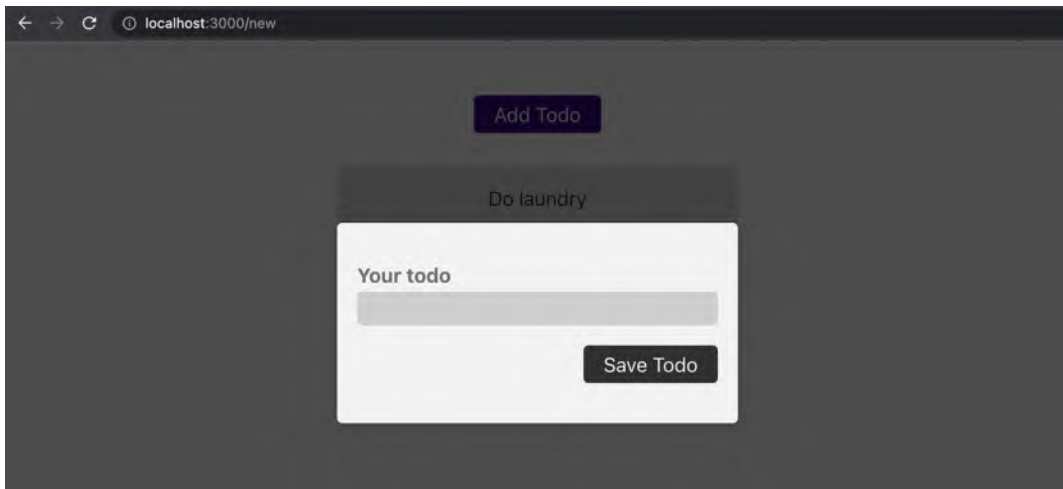 localhost:3000/new
Add Todo
Do laundry
Your todo
Save Todo